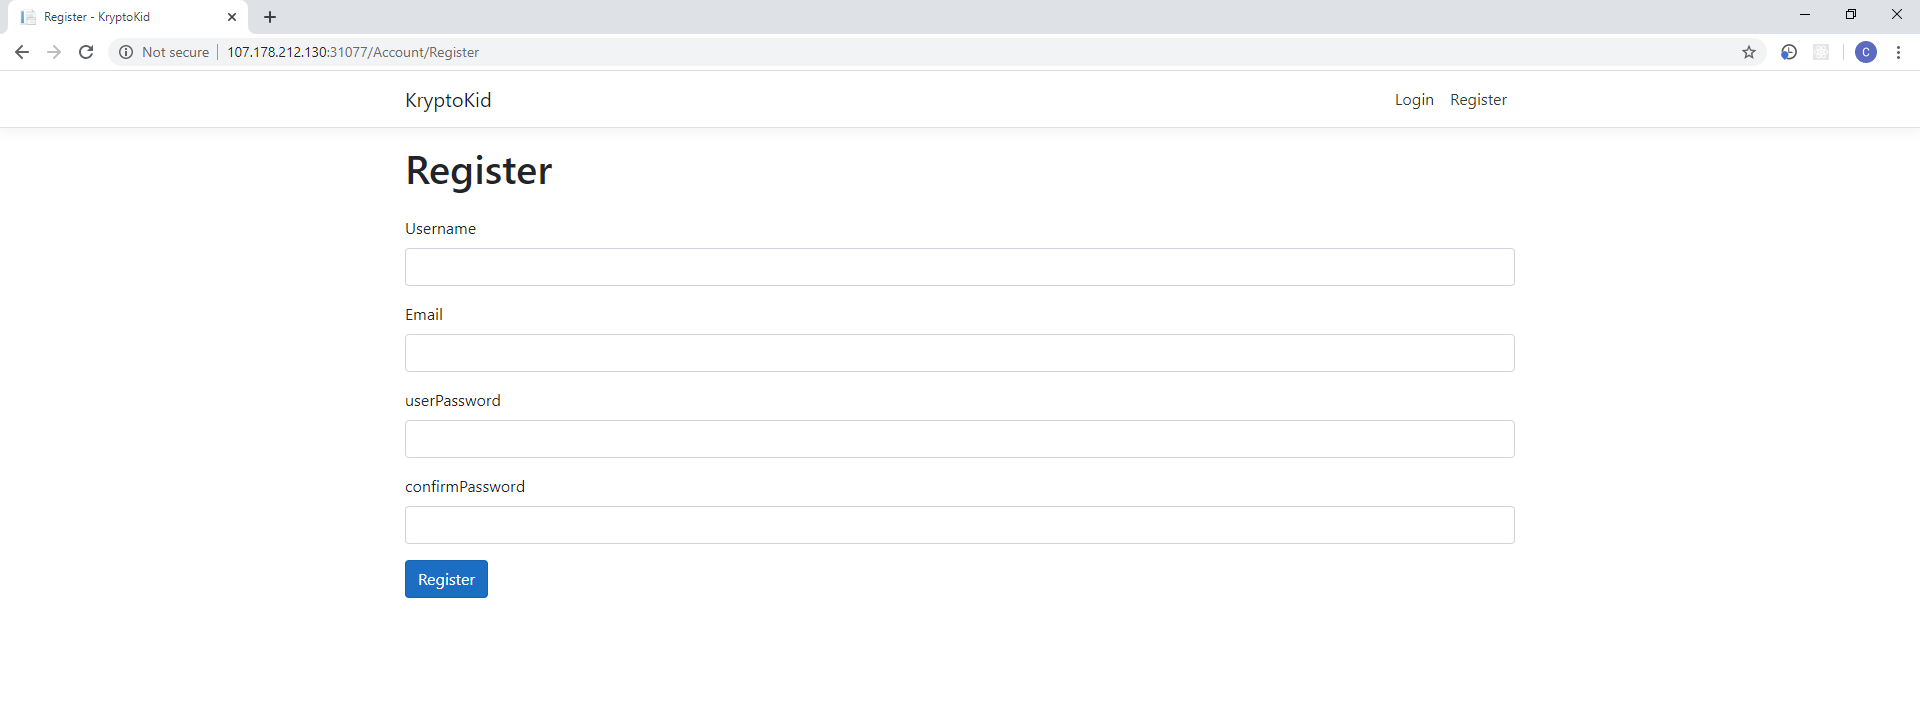 Register - KryptoKid
Not secure 107.178.212.130:31077/Account/Register
C
KryptoKid Login Register
Register
Username
Email
userPassword
confirmPassword
Register